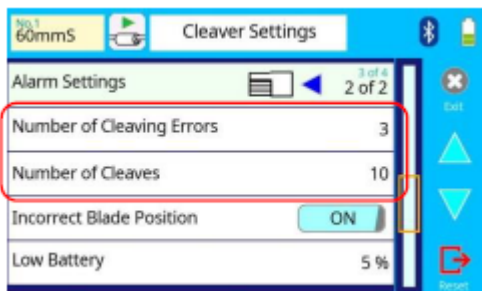 No.1
60mmS
Cleaver Settings
Alarm Settings
3 of 4
2 of 2
Exit
Number of Cleaving Errors 3
Number of Cleaves 10
Incorrect Blade Position ON
Low Battery 5 %
Reset